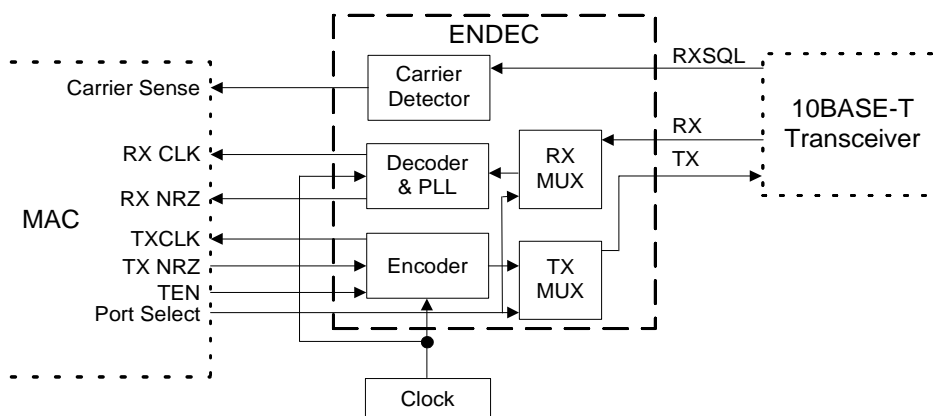 ENDEC
RXSQL
Carrier Sense
Carrier
Detector
10BASE-T
Transceiver
RX
RX CLK
Decoder
& PLL
RX
MUX
TX
RX NRZ
MAC
TXCLK
TX NRZ
Encoder
TX
MUX
TEN
Port Select
Clock